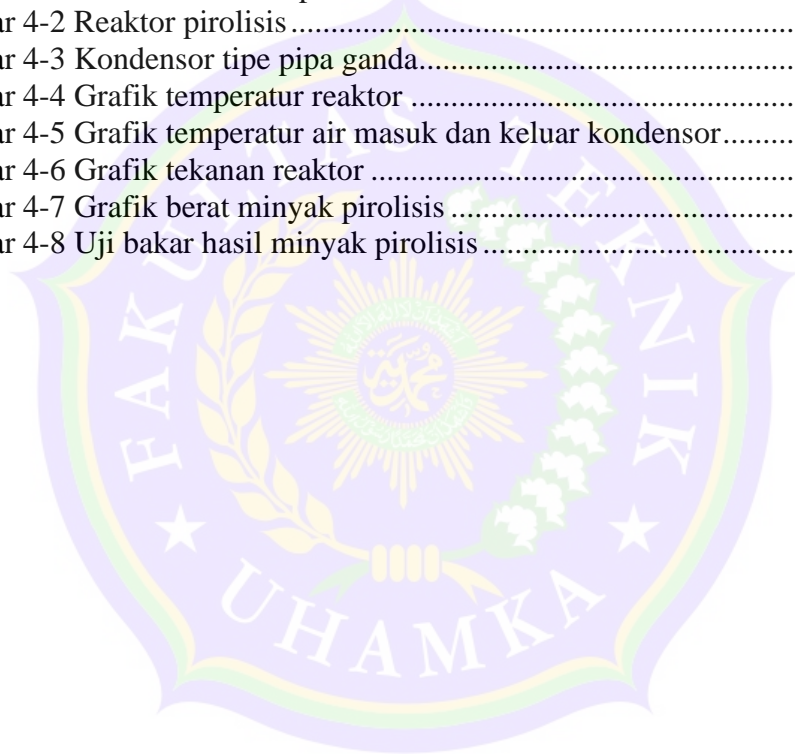 ar 4-2 Reaktor pirolisis ...............................................................
ar 4-3 Kondensor tipe pipa ganda...............................................
ar 4-4 Grafik temperatur reaktor ................................................
ar 4-5 Grafik temperatur air masuk dan keluar kondensor.........
ar 4-6 Grafik tekanan reaktor .....................................................
ar 4-7 Grafik berat minyak pirolisis ...........................................
ar 4-8 Uji bakar hasil minyak pirolisis .......................................
FAKULTAS TEKNIK
UHAMKA